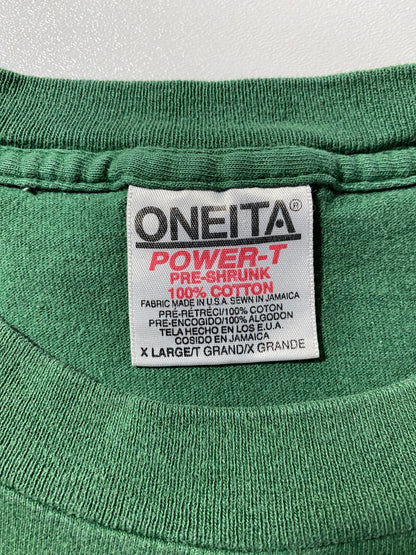 ONEITA®
POWER-T
PRE-SHRUNK
100% COTTON
FABRIC MADE IN U.S.A. SEWN IN JAMAICA
PRE-RETRÉCI/100% COTON
PRE-ENCOGIDO/100% ALGODON
TELA HECHO EN LOS E.U.A.
COSIDO EN JAMAICA
X LARGE/T GRAND/X GRANDE